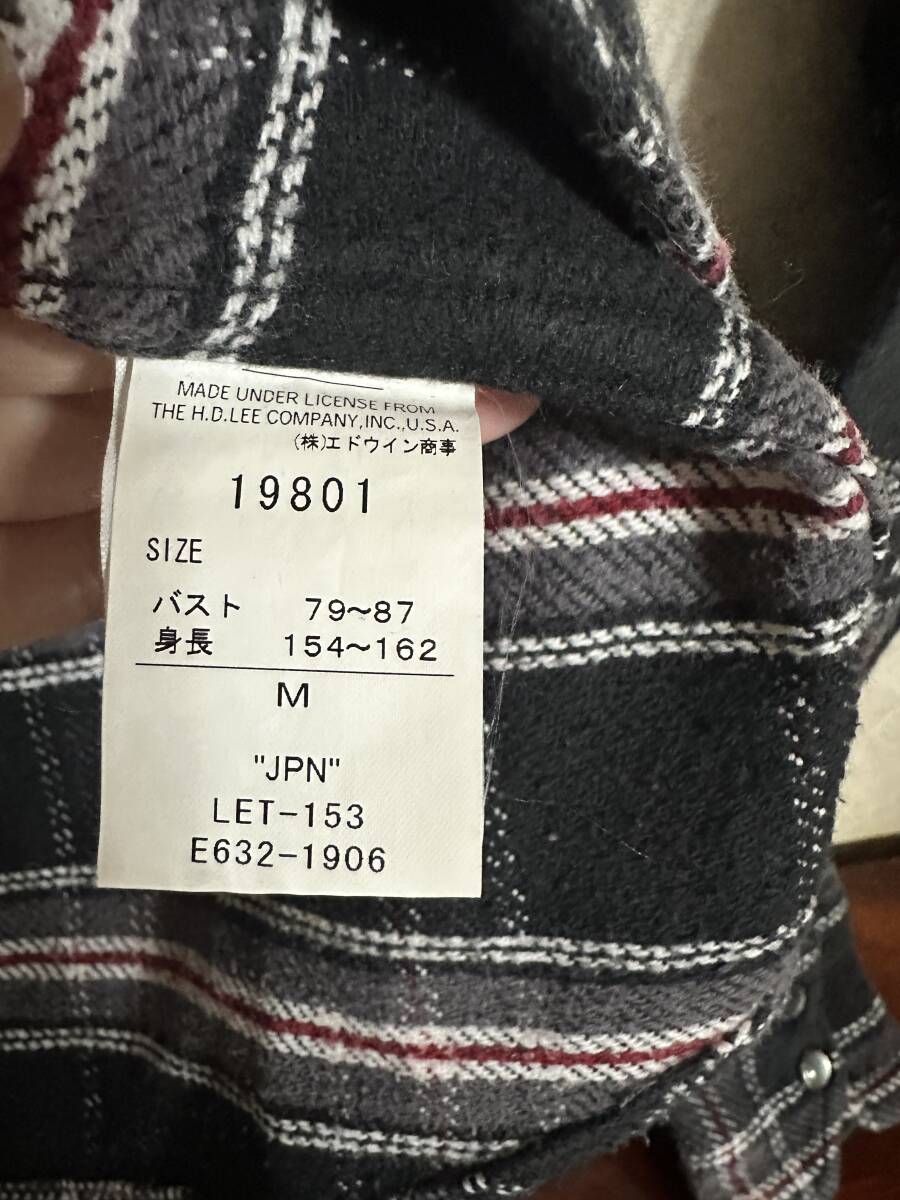 MADE UNDER LICENSE FROM
THE H.D.LEE COMPANY,INC.,U.S.A.
(株)エドウイン商事
19801
SIZE
バスト 79〜87
身長 154〜162
M
"JPN"
LET-153
E632-1906